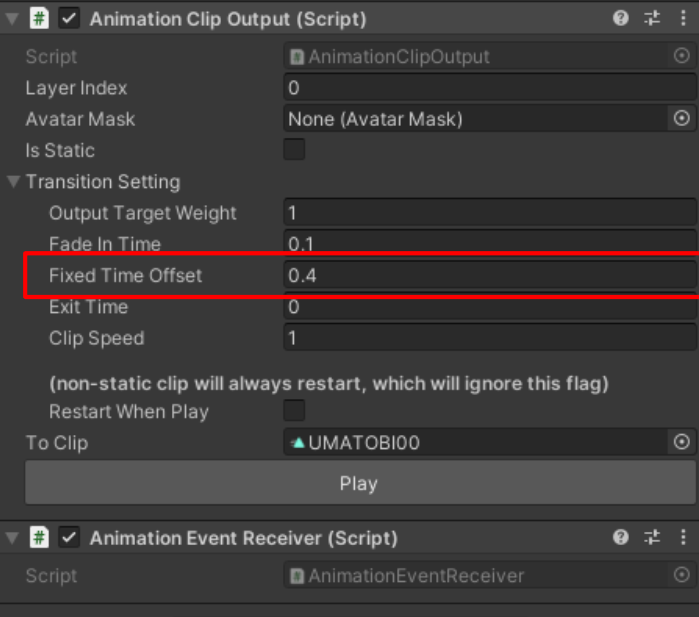 # Animation Clip Output (Script)
Script # AnimationClipOutput
Layer Index 0
Avatar Mask None (Avatar Mask)
Is Static
Transition Setting
Output Target Weight 1
Fade In Time 0.1
Fixed Time Offset 0.4
Exit Time 0
Clip Speed 1
(non-static clip will always restart, which will ignore this flag)
Restart When Play
To Clip UMATOBI00
Play
# Animation Event Receiver (Script)
Script # AnimationEventReceiver